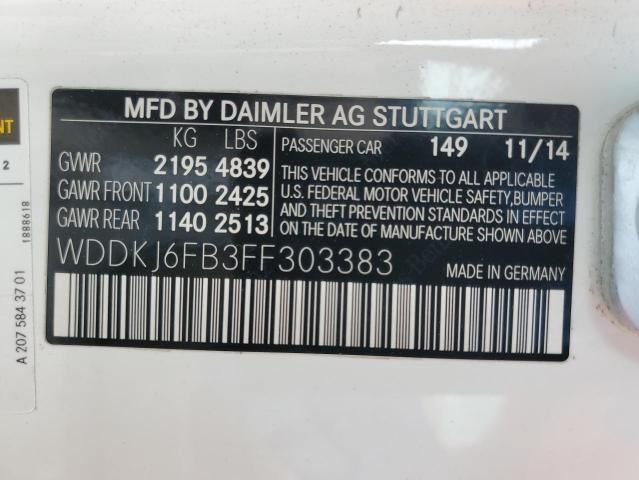 MFD BY DAIMLER AG STUTTGART
KG LBS
GVWR 2195 4839
GAWR FRONT 1100 2425
GAWR REAR 1140 2513
PASSENGER CAR 149 11/14
THIS VEHICLE CONFORMS TO ALL APPLICABLE
U.S. FEDERAL MOTOR VEHICLE SAFETY,BUMPER
AND THEFT PREVENTION STANDARDS IN EFFECT
ON THE DATE OF MANUFACTURE SHOWN ABOVE.
WDDKJ6FB3FF303383
MADE IN GERMANY
NT
2
1888618
A 207 584 37 01